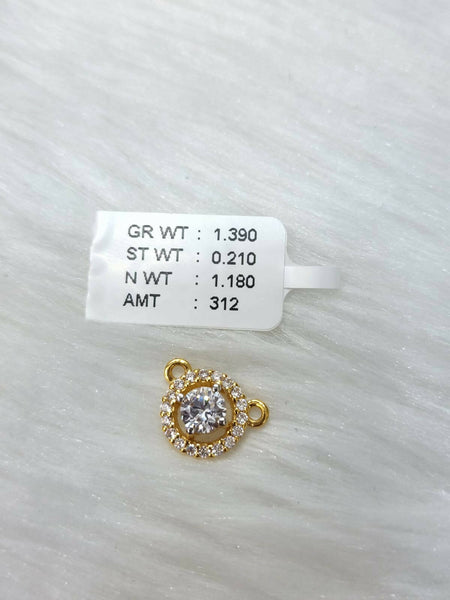 GR WT : 1.390
ST WT : 0.210
N WT : 1.180
AMT : 312